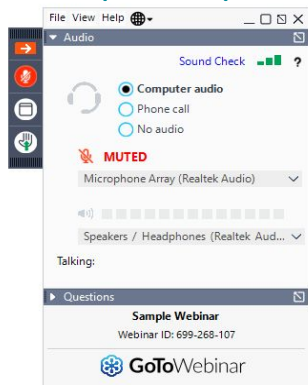 File View Help
Audio
Sound Check ?
Computer audio
Phone call
No audio
MUTED
Microphone Array (Realtek Audio)
Speakers / Headphones (Realtek Aud...
Talking:
Questions
Sample Webinar
Webinar ID: 699-268-107
GoToWebinar